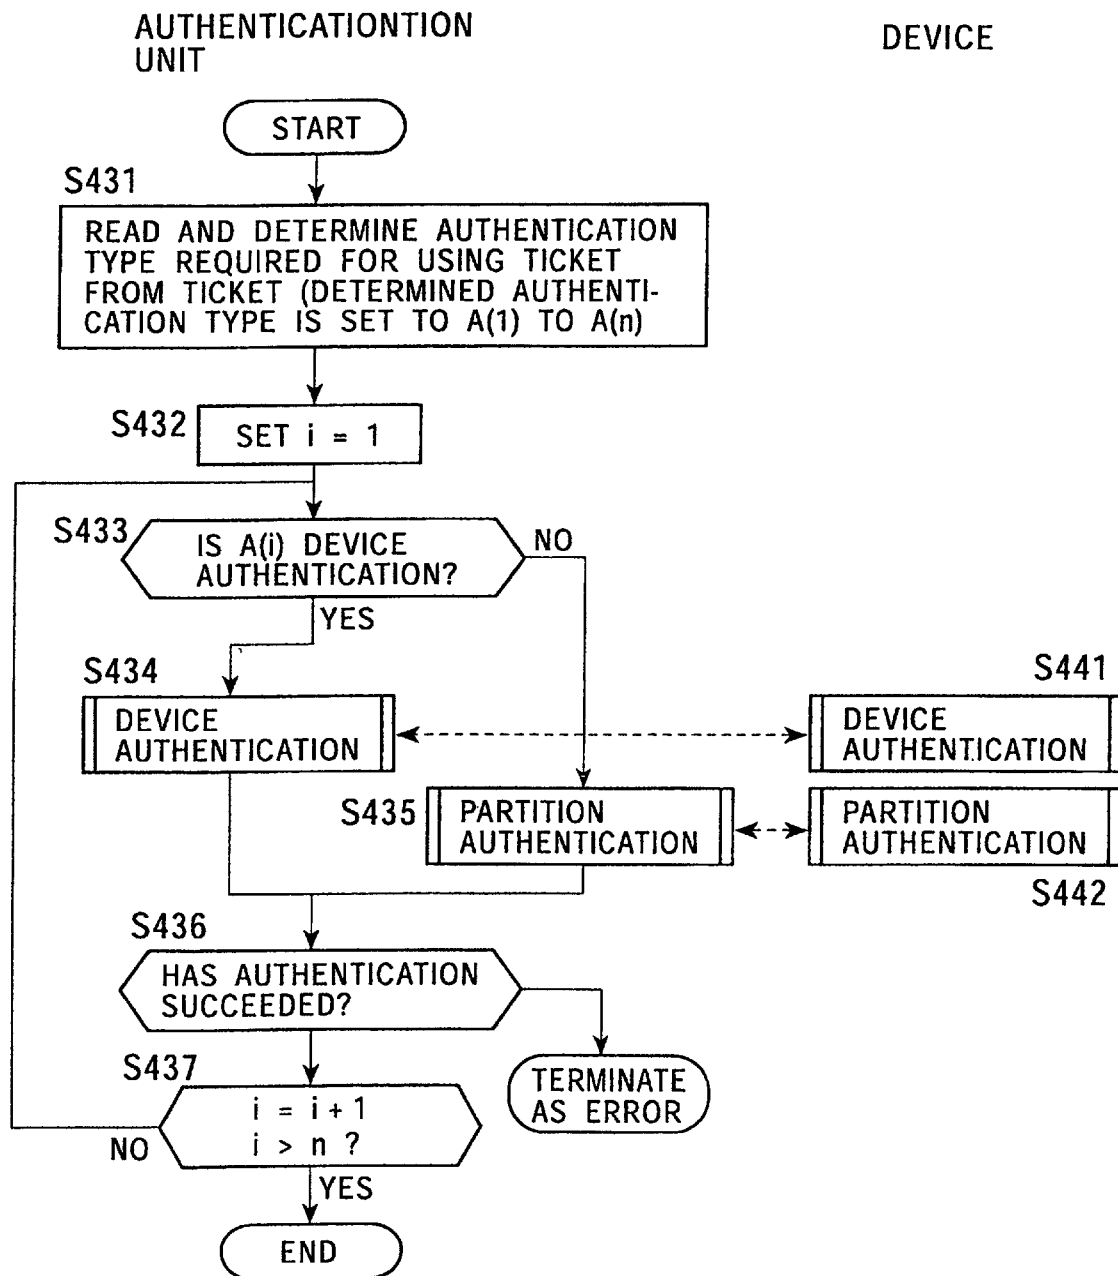 AUTHENTICATIONTION
UNIT
DEVICE
START
S431
READ AND DETERMINE AUTHENTICATION
TYPE REQUIRED FOR USING TICKET
FROM TICKET (DETERMINED AUTHENTI-
CATION TYPE IS SET TO A(1) TO A(n)
S432
SET i = 1
S433
IS A(i) DEVICE
AUTHENTICATION?
NO
YES
S434
DEVICE
AUTHENTICATION
S441
DEVICE
AUTHENTICATION
S435
PARTITION
AUTHENTICATION
PARTITION
AUTHENTICATION
S442
S436
HAS AUTHENTICATION
SUCCEEDED?
TERMINATE
AS ERROR
S437
i = i + 1
i > n ?
NO
YES
END